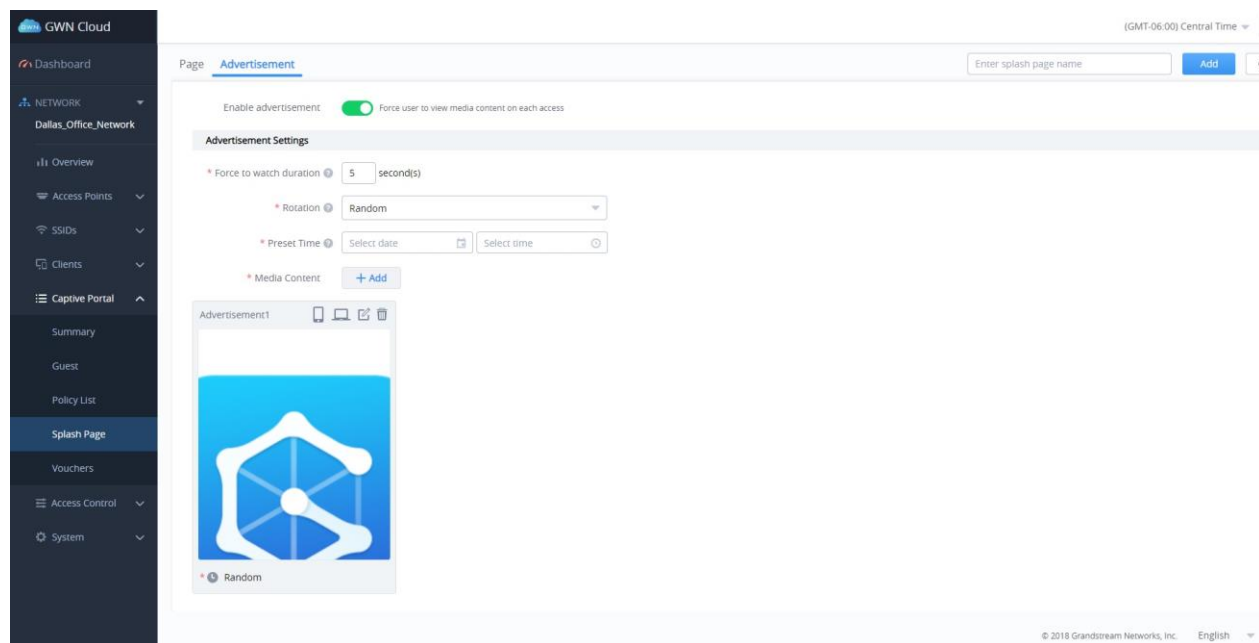 GWN GWN Cloud
(GMT-06:00) Central Time
Dashboard
Page Advertisement
Enter splash page name
Add
NETWORK
Dallas_Office_Network
Enable advertisement
Force user to view media content on each access
Advertisement Settings
Overview
* Force to watch duration ? 5 second(s)
Access Points
* Rotation ? Random
SSIDs
* Preset Time ? Select date Select time
Clients
* Media Content + Add
Captive Portal
Advertisement1
Summary
Guest
Policy List
Splash Page
Vouchers
Access Control
System
* Random
© 2018 Grandstream Networks, Inc. English